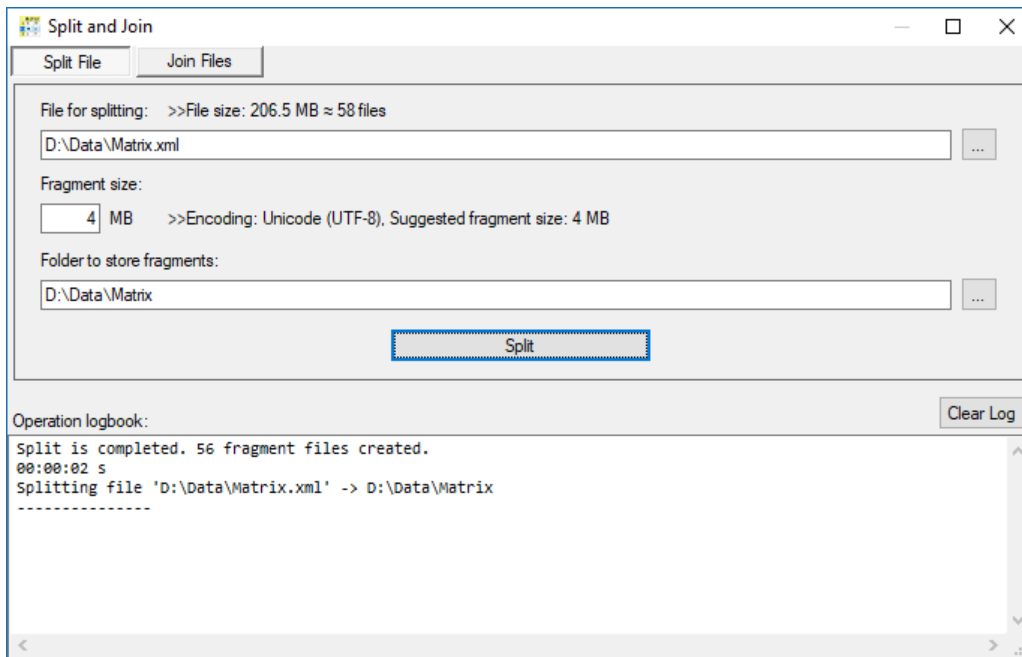 Split and Join
Split File
Join Files
File for splitting: >>File size: 206.5 MB ≈ 58 files
D:\Data\Matrix.xml
...
Fragment size:
4 MB >>Encoding: Unicode (UTF-8), Suggested fragment size: 4 MB
Folder to store fragments:
D:\Data\Matrix
...
Split
Operation logbook:
Clear Log
Split is completed. 56 fragment files created.
00:00:02 s
Splitting file 'D:\Data\Matrix.xml' -> D:\Data\Matrix
---------------